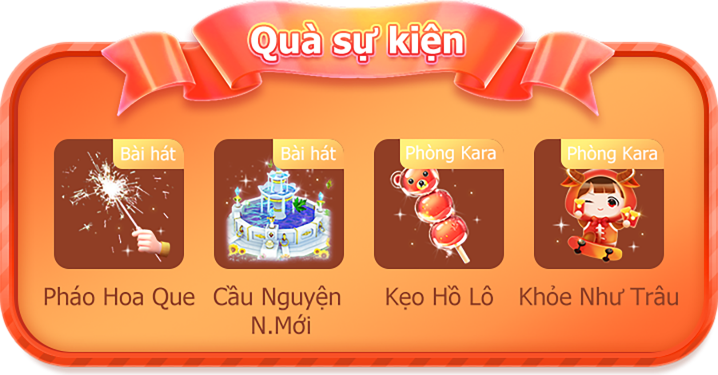 Quà sự kiện
Bài hát
Bài hát
Phòng Kara
Phòng Kara
Pháo Hoa Que
Cầu Nguyện
N.Mới
Kẹo Hồ Lô
Khỏe Như Trâu